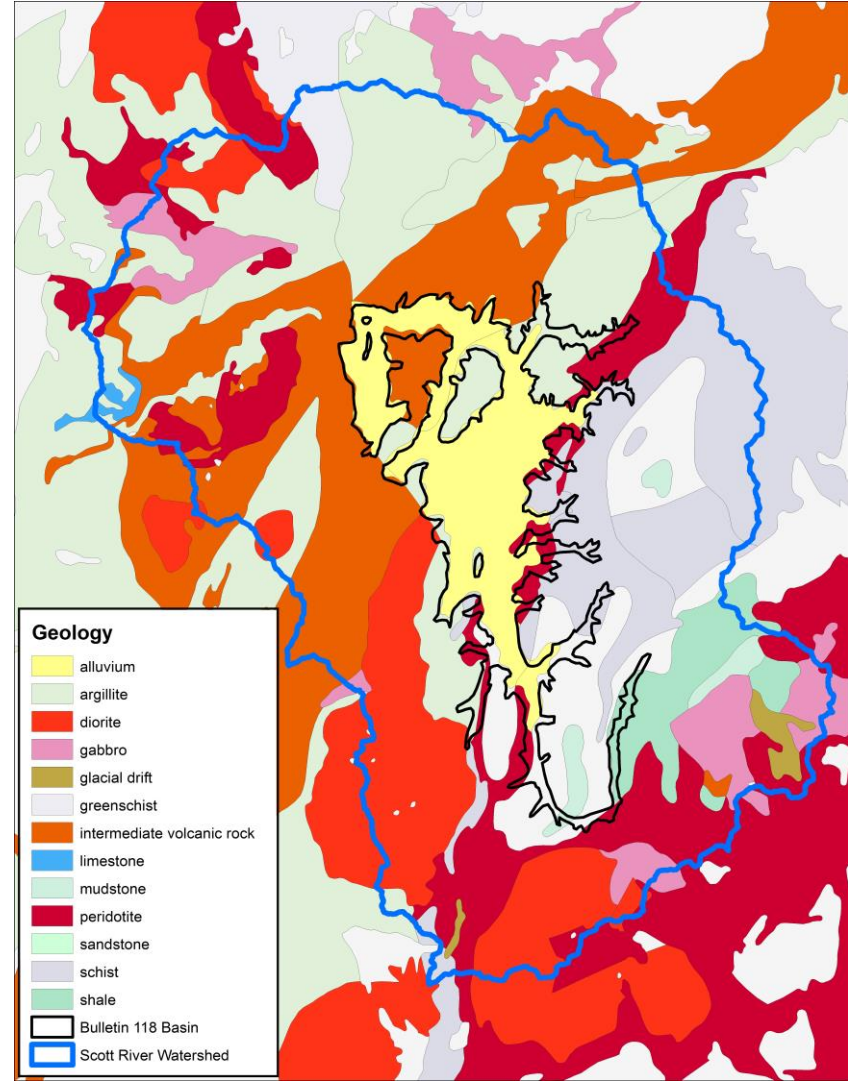 Geology
alluvium
argillite
diorite
gabbro
glacial drift
greenschist
intermediate volcanic rock
limestone
mudstone
peridotite
sandstone
schist
shale
Bulletin 118 Basin
Scott River Watershed